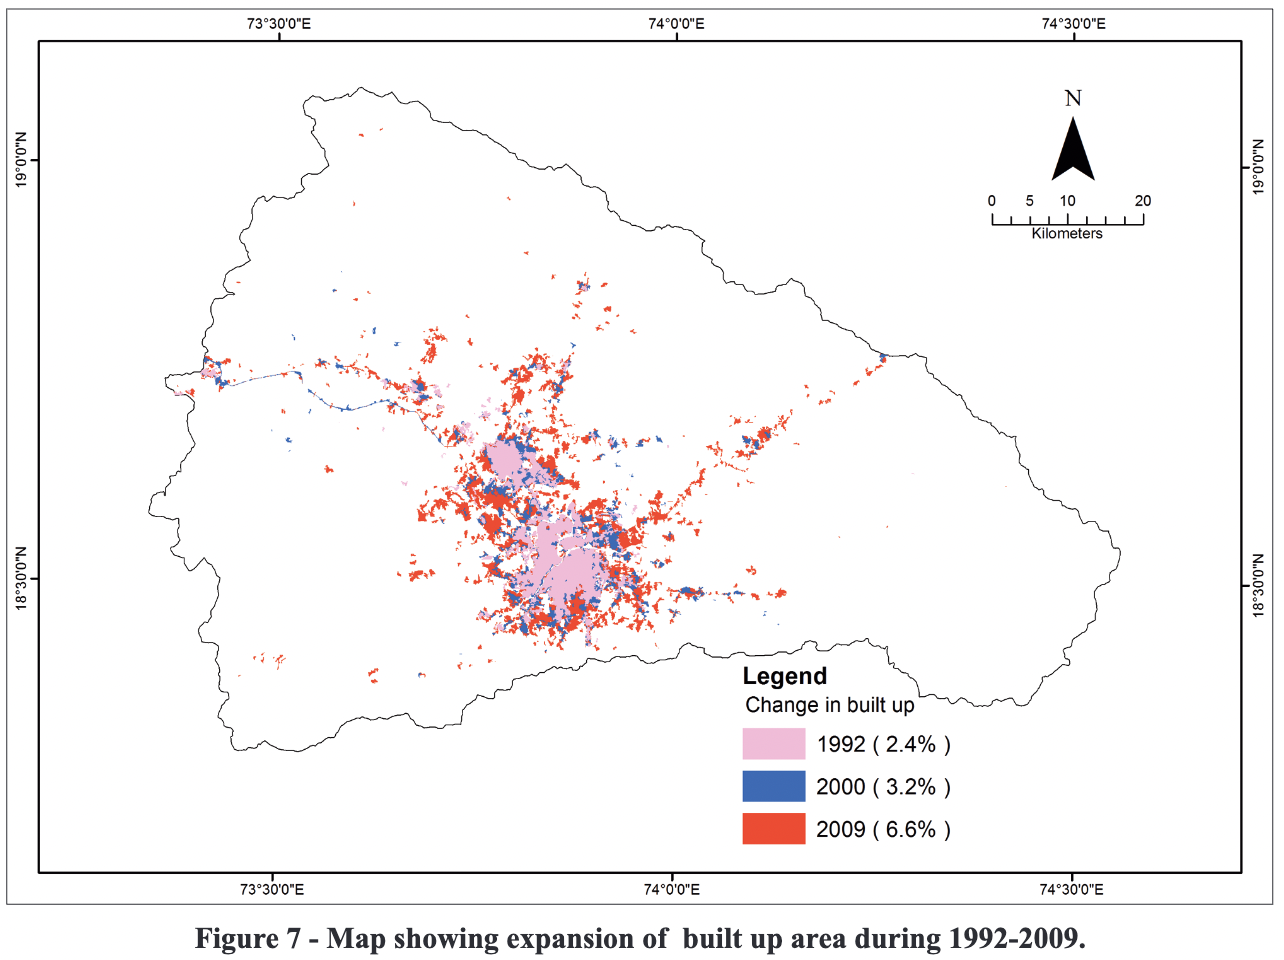 73°30'0"E 74°0'0"E 74°30'0"E
19°0'0"N 19°0'0"N
N
0 5 10 20
Kilometers
18°30'0"N 18°30'0"N
Legend
Change in built up
1992 ( 2.4% )
2000 ( 3.2% )
2009 ( 6.6% )
73°30'0"E 74°0'0"E 74°30'0"E
Figure 7 - Map showing expansion of  built up area during 1992-2009.